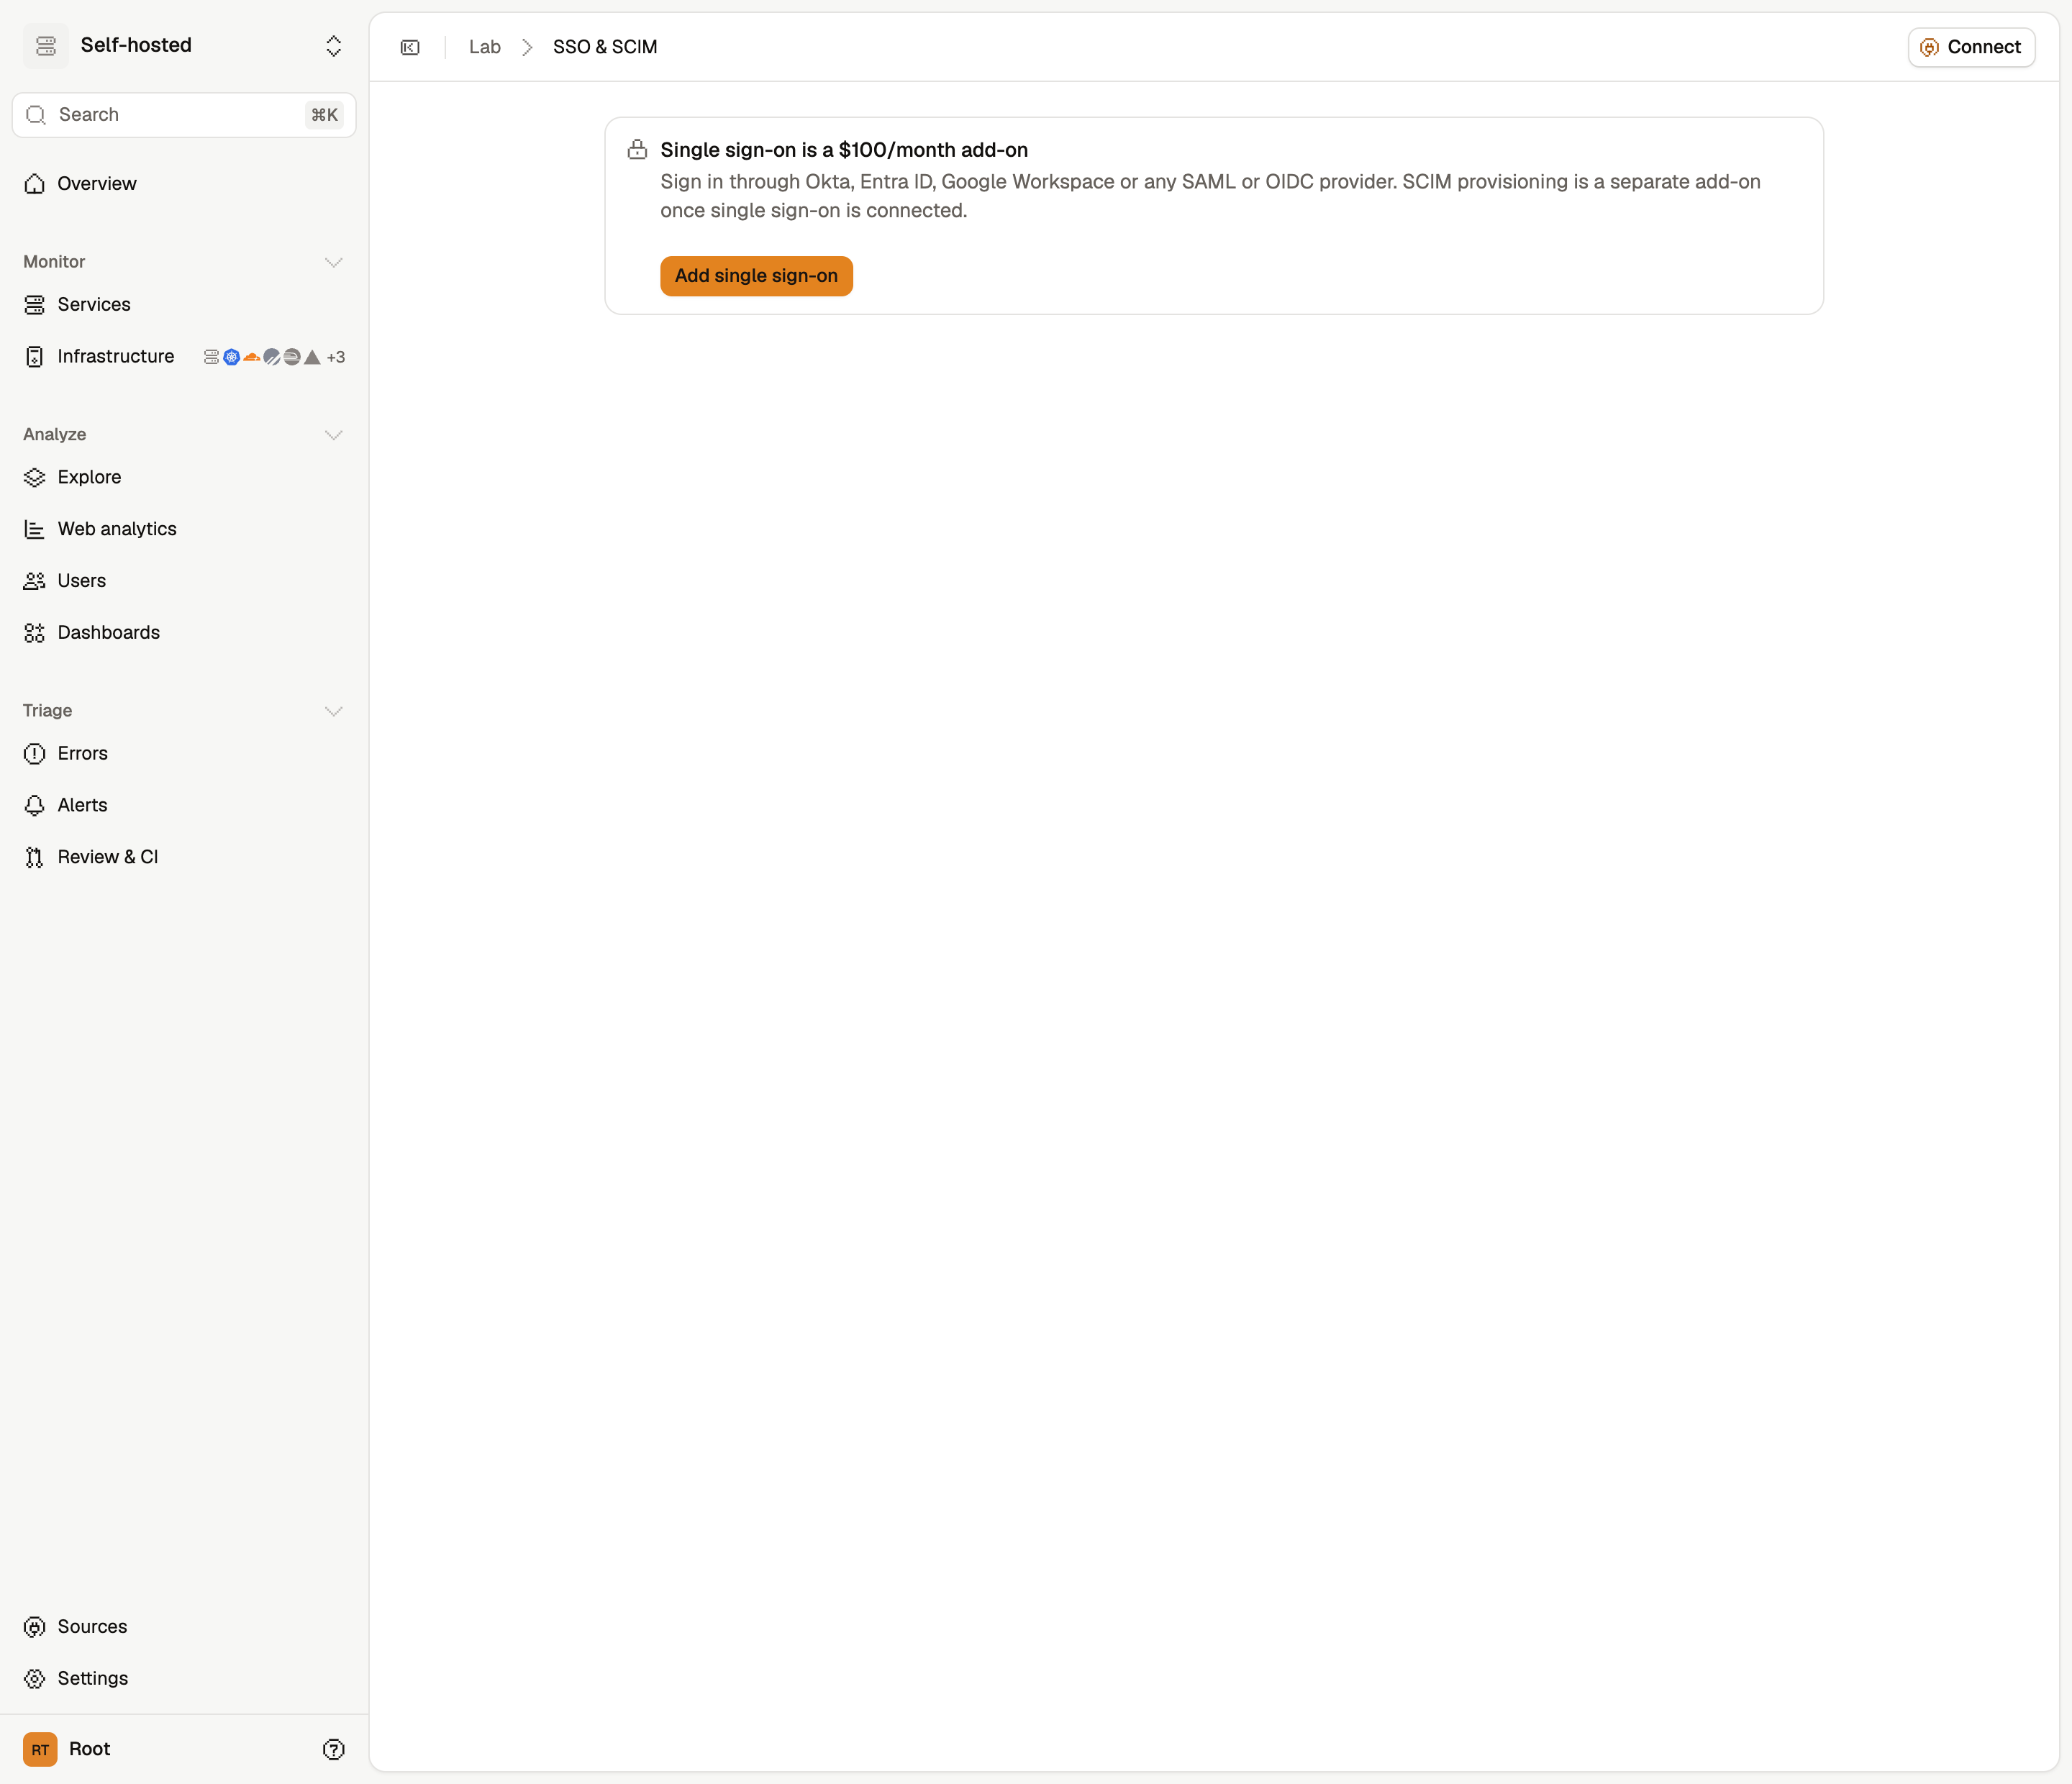 Self-hosted
Search
⌘K
Overview
Monitor
Services
Infrastructure
+3
Analyze
Explore
Web analytics
Users
Dashboards
Triage
Errors
Alerts
Review & CI
Sources
Settings
RT
Root
Lab
SSO & SCIM
Connect
Single sign-on is a $100/month add-on
Sign in through Okta, Entra ID, Google Workspace or any SAML or OIDC provider. SCIM provisioning is a separate add-on
once single sign-on is connected.
Add single sign-on